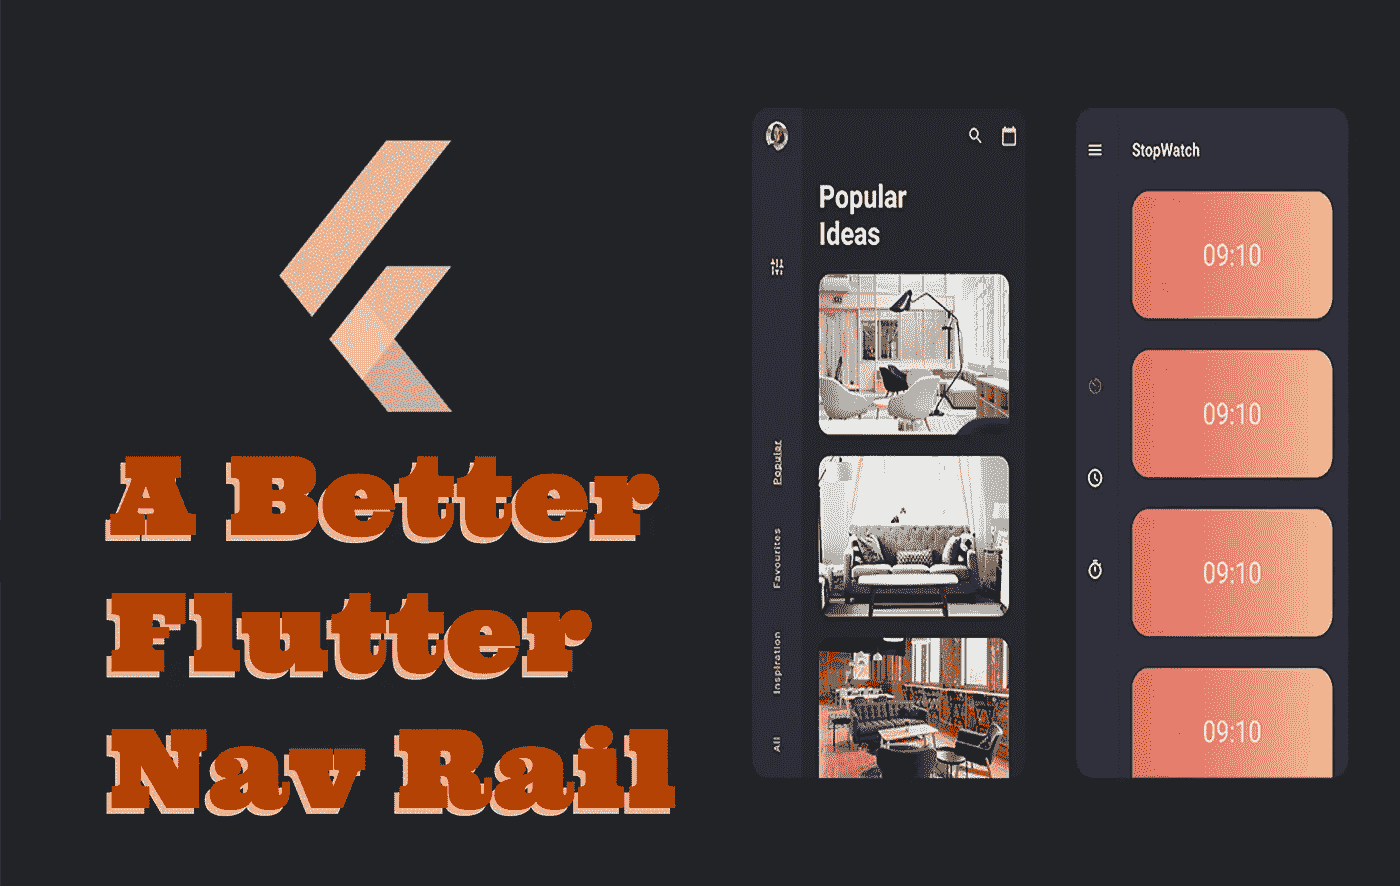 A Better
Flutter
Nav Rail
Popular
Ideas
Popular
Favourites
Inspiration
All
StopWatch
09:10
09:10
09:10
09:10